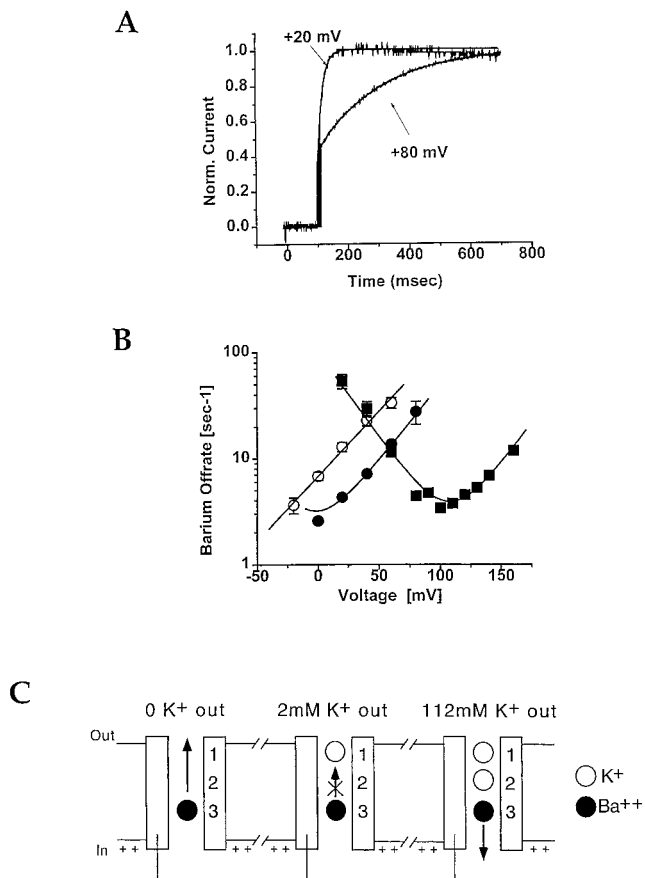 A
Norm. Current
1.0
0.8
0.6
0.4
0.2
0.0
+20 mV
+80 mV
0 200 400 600 800
Time (msec)
B
Barium Offrate [sec-1]
100
10
1
-50 0 50 100 150
Voltage [mV]
C
0 K+ out 2mM K+ out 112mM K+ out
Out
1 1 1
2 2 2
3 3 3
K+
Ba++
In ++ ++ ++ ++ ++ ++